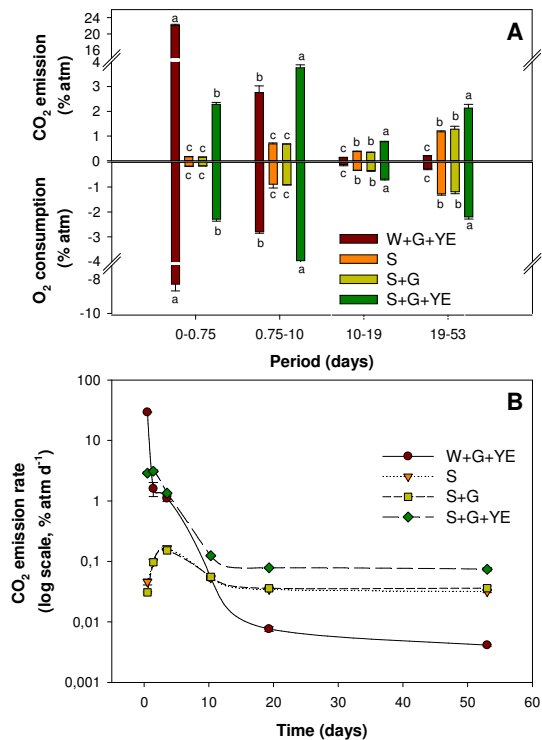 A
CO2 emission
(% atm)
O2 consumption
(% atm)
24
20
16
4
3
2
1
0
-1
-2
-3
-4
-6
-8
-10
a
c c
b
b
c c
a
c
b b
a
c
b b
a
a
c c
b
b
c c
a
c
b b
a
c
b b
a
W+G+YE
S
S+G
S+G+YE
0-0.75 0.75-10 10-19 19-53
Period (days)
B
CO2 emission rate
(log scale, % atm d-1)
100
10
1
0,1
0,01
0,001
W+G+YE
S
S+G
S+G+YE
0 10 20 30 40 50 60
Time (days)